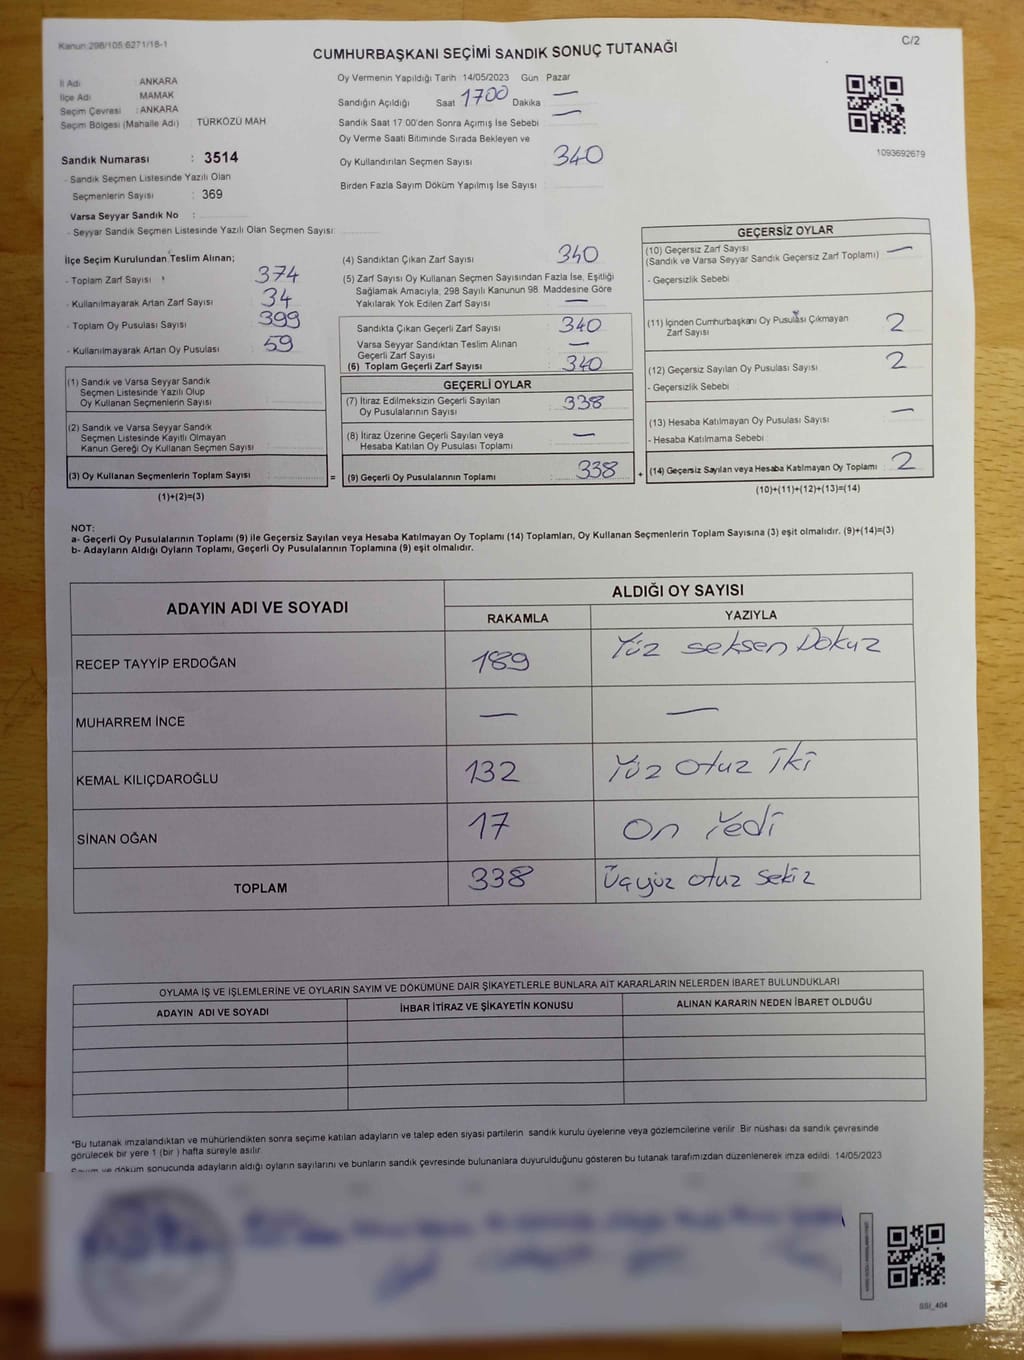 Kanun:298/105:6271/18-1
C/2
CUMHURBAŞKANI SEÇİMİ SANDIK SONUÇ TUTANAĞI
İl Adı : ANKARA
İlçe Adı : MAMAK
Seçim Çevresi : ANKARA
Seçim Bölgesi (Mahalle Adı) : TÜRKÖZÜ MAH
Oy Vermenin Yapıldığı Tarih 14/05/2023 Gün : Pazar
Sandığın Açıldığı Saat 1700 Dakika —
Sandık Saat 17:00'den Sonra Açımış İse Sebebi —
Oy Verme Saati Bitiminde Sırada Bekleyen ve
Oy Kullandırılan Seçmen Sayısı 340
Birden Fazla Sayım Döküm Yapılmış İse Sayısı :
1093692679
Sandık Numarası : 3514
- Sandık Seçmen Listesinde Yazılı Olan
Seçmenlerin Sayısı : 369
Varsa Seyyar Sandık No :
- Seyyar Sandık Seçmen Listesinde Yazılı Olan Seçmen Sayısı:
İlçe Seçim Kurulundan Teslim Alınan;
- Toplam Zarf Sayısı 374
- Kullanılmayarak Artan Zarf Sayısı 34
- Toplam Oy Pusulası Sayısı 399
- Kullanılmayarak Artan Oy Pusulası 59
(1) Sandık ve Varsa Seyyar Sandık
Seçmen Listesinde Yazılı Olup
Oy Kullanan Seçmenlerin Sayısı :
(2) Sandık ve Varsa Seyyar Sandık
Seçmen Listesinde Kayıtlı Olmayan
Kanun Gereği Oy Kullanan Seçmen Sayısı :
(3) Oy Kullanan Seçmenlerin Toplam Sayısı : =
(1)+(2)=(3)
(4) Sandıktan Çıkan Zarf Sayısı 340
(5) Zarf Sayısı Oy Kullanan Seçmen Sayısından Fazla İse, Eşitliği
Sağlamak Amacıyla, 298 Sayılı Kanunun 98. Maddesine Göre
Yakılarak Yok Edilen Zarf Sayısı —
Sandıkta Çıkan Geçerli Zarf Sayısı : 340
Varsa Seyyar Sandıktan Teslim Alınan
Geçerli Zarf Sayısı —
(6) Toplam Geçerli Zarf Sayısı : 340
GEÇERLİ OYLAR
(7) İtiraz Edilmeksizin Geçerli Sayılan
Oy Pusulalarının Sayısı : 338
(8) İtiraz Üzerine Geçerli Sayılan veya
Hesaba Katılan Oy Pusulası Toplamı —
(9) Geçerli Oy Pusulalarının Toplamı : 338 +
GEÇERSİZ OYLAR
(10) Geçersiz Zarf Sayısı
(Sandık ve Varsa Seyyar Sandık Geçersiz Zarf Toplamı) —
- Geçersizlik Sebebi :
(11) İçinden Cumhurbaşkanı Oy Pusulası Çıkmayan
Zarf Sayısı 2
(12) Geçersiz Sayılan Oy Pusulası Sayısı : 2
- Geçersizlik Sebebi :
(13) Hesaba Katılmayan Oy Pusulası Sayısı : —
- Hesaba Katılmama Sebebi :
(14) Geçersiz Sayılan veya Hesaba Katılmayan Oy Toplamı : 2
(10)+(11)+(12)+(13)=(14)
NOT:
a- Geçerli Oy Pusulalarının Toplamı (9) ile Geçersiz Sayılan veya Hesaba Katılmayan Oy Toplamı (14) Toplamları, Oy Kullanan Seçmenlerin Toplam Sayısına (3) eşit olmalıdır. (9)+(14)=(3)
b- Adayların Aldığı Oyların Toplamı, Geçerli Oy Pusulalarının Toplamına (9) eşit olmalıdır.
ADAYIN ADI VE SOYADI ALDIĞI OY SAYISI
RAKAMLA YAZIYLA
RECEP TAYYİP ERDOĞAN 189 Yüz seksen Dokuz
MUHARREM İNCE — —
KEMAL KILIÇDAROĞLU 132 Yüz otuz iki
SİNAN OĞAN 17 on Yedi
TOPLAM 338 Üçyüz otuz sekiz
OYLAMA İŞ VE İŞLEMLERİNE VE OYLARIN SAYIM VE DÖKÜMÜNE DAİR ŞİKAYETLERLE BUNLARA AİT KARARLARIN NELERDEN İBARET BULUNDUKLARI
ADAYIN ADI VE SOYADI İHBAR İTİRAZ VE ŞİKAYETİN KONUSU ALINAN KARARIN NEDEN İBARET OLDUĞU
*Bu tutanak imzalandıktan ve mühürlendikten sonra seçime katılan adayların ve talep eden siyasi partilerin sandık kurulu üyelerine veya gözlemcilerine verilir. Bir nüshası da sandık çevresinde
görülecek bir yere 1 (bir ) hafta süreyle asılır.
Sayım ve döküm sonucunda adayların aldığı oyların sayılarını ve bunların sandık çevresinde bulunanlara duyurulduğunu gösteren bu tutanak tarafımızdan düzenlenerek imza edildi. 14/05/2023
SSI_404